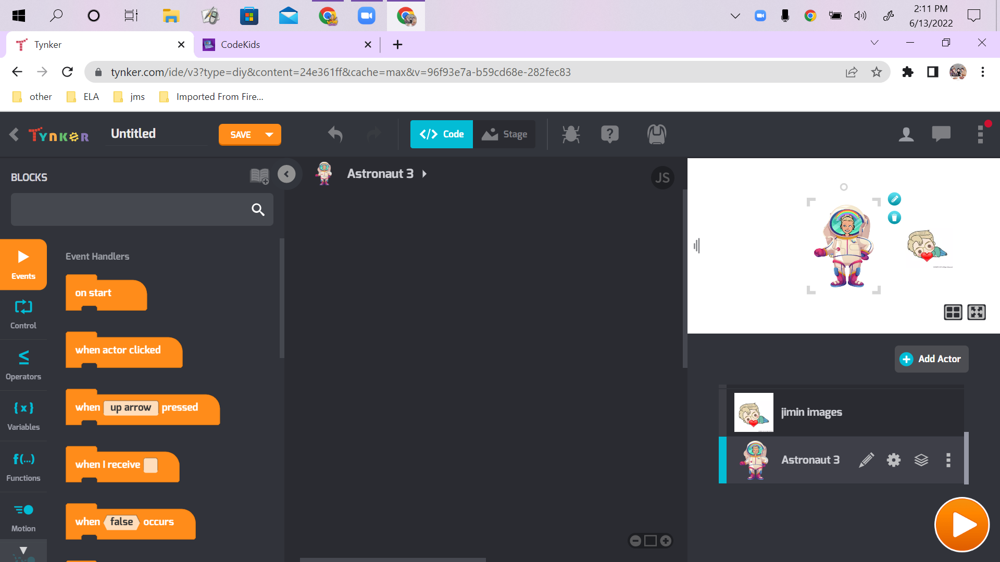 2:11 PM
6/13/2022
Tynker
CodeKids
tynker.com/ide/v3?type=diy&content=24e361ff&cache=max&v=96f93e7a-b59cd68e-282fec83
other
ELA
jms
Imported From Fire...
TYNKER
Untitled
SAVE
</> Code
Stage
?
BLOCKS
Astronaut 3
JS
Events
Control
Operators
{x}
Variables
f(...)
Functions
Motion
Event Handlers
on start
when actor clicked
when up arrow pressed
when I receive
when false occurs
Add Actor
jimin images
Astronaut 3